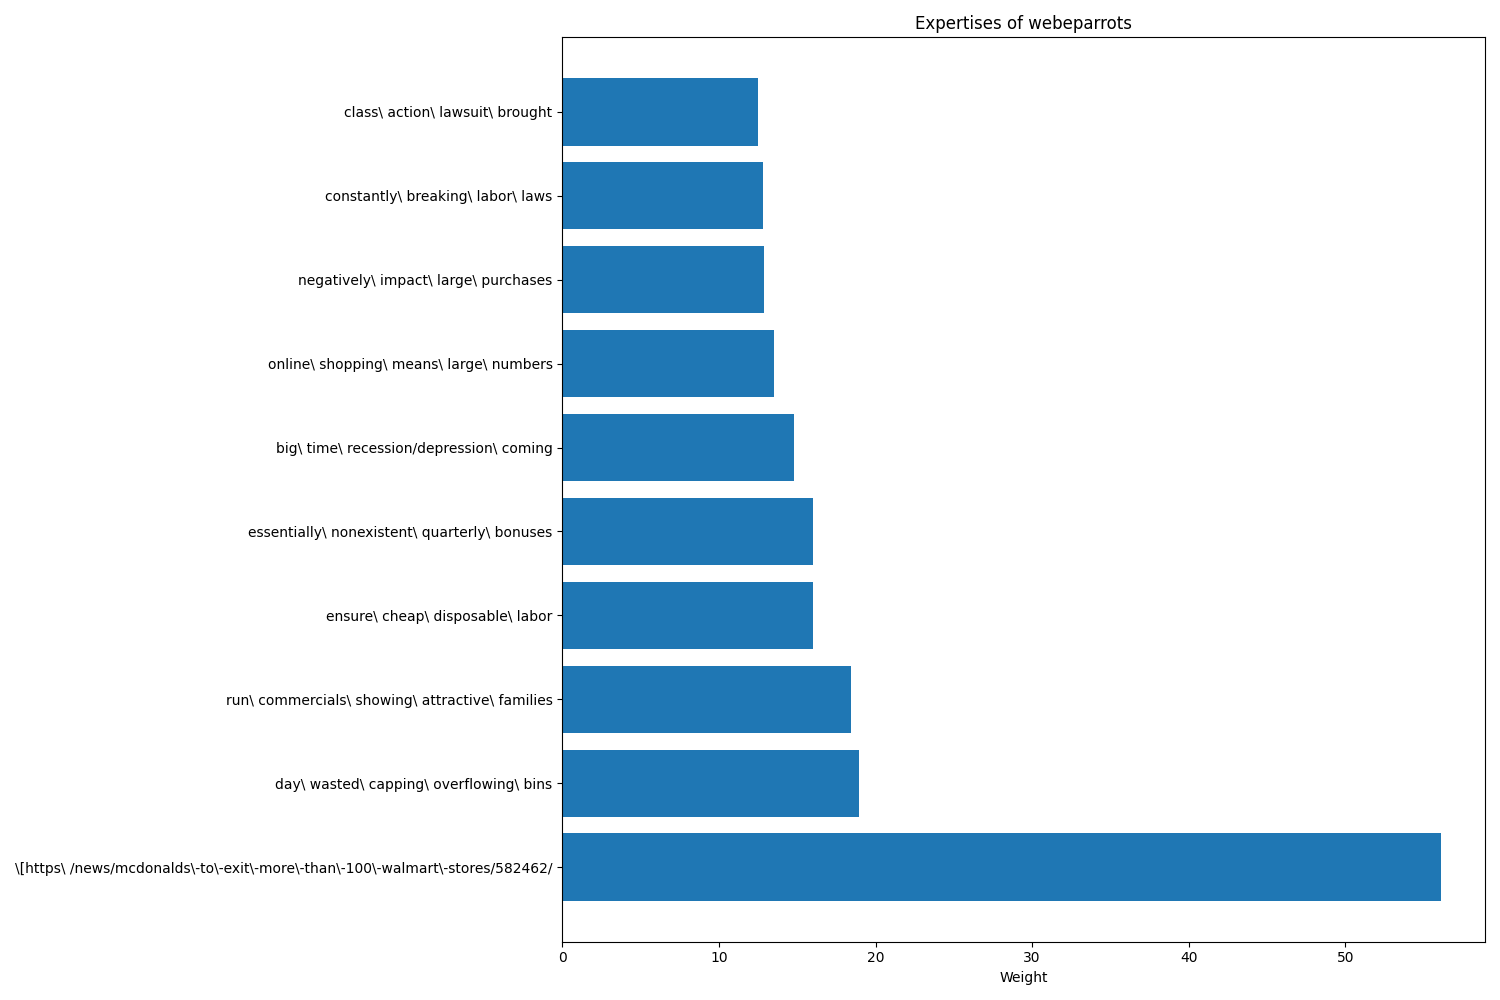 Expertises of webeparrots
class\ action\ lawsuit\ brought
constantly\ breaking\ labor\ laws
negatively\ impact\ large\ purchases
online\ shopping\ means\ large\ numbers
big\ time\ recession/depression\ coming
essentially\ nonexistent\ quarterly\ bonuses
ensure\ cheap\ disposable\ labor
run\ commercials\ showing\ attractive\ families
day\ wasted\ capping\ overflowing\ bins
\[https\ /news/mcdonalds\-to\-exit\-more\-than\-100\-walmart\-stores/582462/
0 10 20 30 40 50
Weight